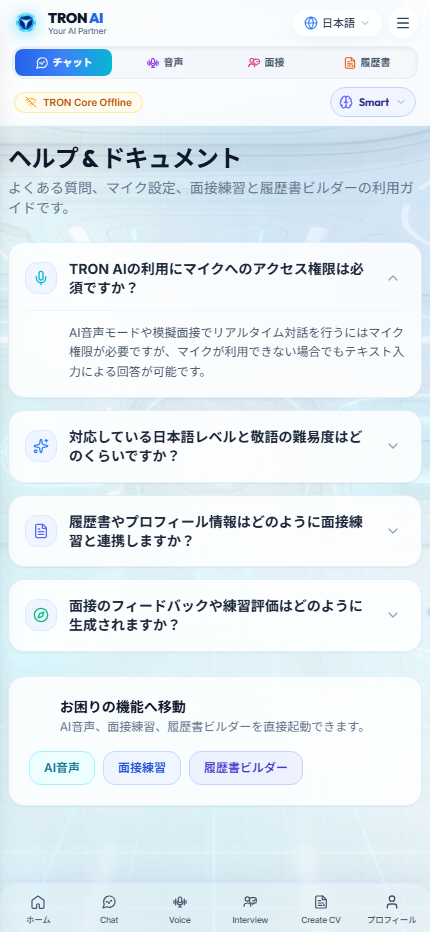 TRON AI
Your AI Partner
日本語
チャット
音声
面接
履歴書
TRON Core Offline
Smart
ヘルプ & ドキュメント
よくある質問、マイク設定、面接練習と履歴書ビルダーの利用ガ
イドです。
TRON AIの利用にマイクへのアクセス権限は必
須ですか？
AI音声モードや模擬面接でリアルタイム対話を行うにはマイク
権限が必要ですが、マイクが利用できない場合でもテキスト入
力による回答が可能です。
対応している日本語レベルと敬語の難易度はど
のくらいですか？
履歴書やプロフィール情報はどのように面接練
習と連携しますか？
面接のフィードバックや練習評価はどのように
生成されますか？
お困りの機能へ移動
AI音声、面接練習、履歴書ビルダーを直接起動できます。
AI音声
面接練習
履歴書ビルダー
ホーム
Chat
Voice
Interview
Create CV
プロフィール